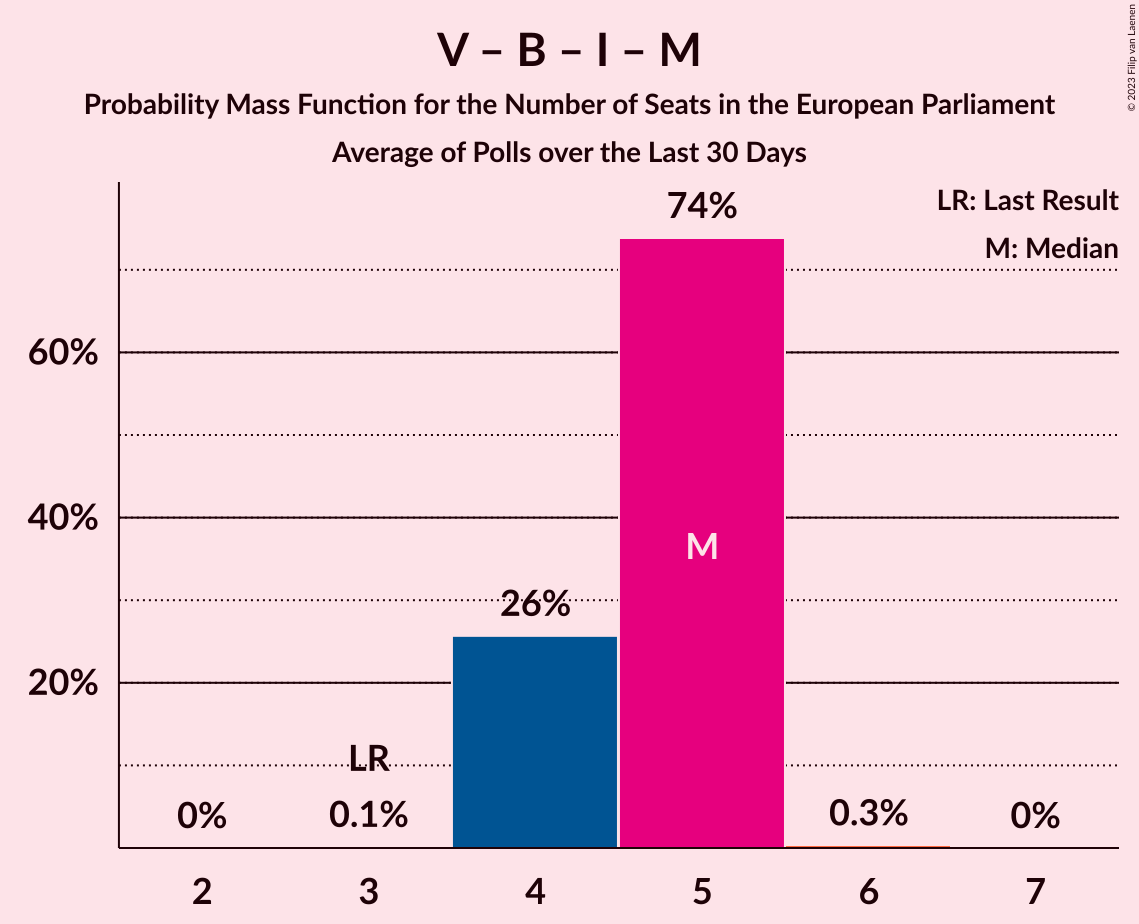 V – B – I – M
Probability Mass Function for the Number of Seats in the European Parliament
Average of Polls over the Last 30 Days
© 2023 Filip van Laenen
LR: Last Result
M: Median
74%
60%
40%
M
26%
20%
LR
0%
0.1%
0.3%
0%
2 3 4 5 6 7